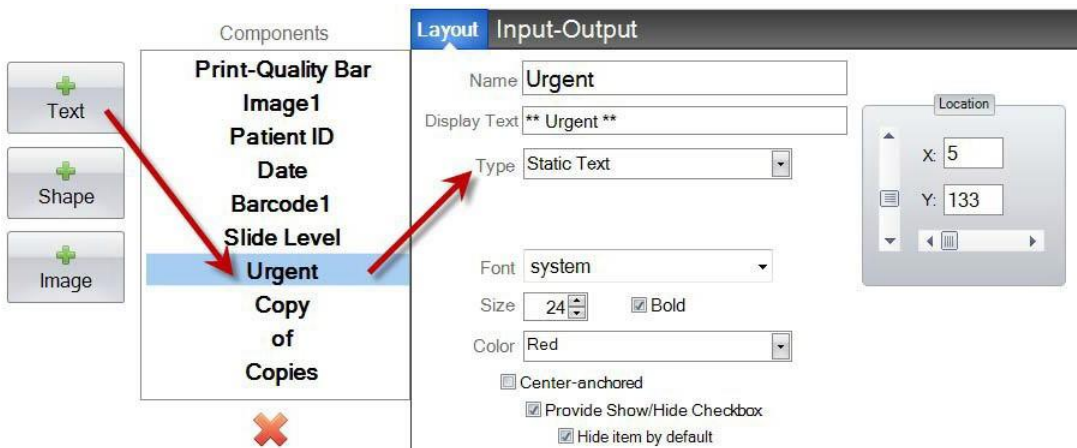 Components
Text
Shape
Image
Print-Quality Bar
Image1
Patient ID
Date
Barcode1
Slide Level
Urgent
Copy
of
Copies
Layout Input-Output
Name Urgent
Display Text ** Urgent **
Type Static Text
Font system
Size 24 Bold
Color Red
Center-anchored
Provide Show/Hide Checkbox
Hide item by default
Location
X: 5
Y: 133